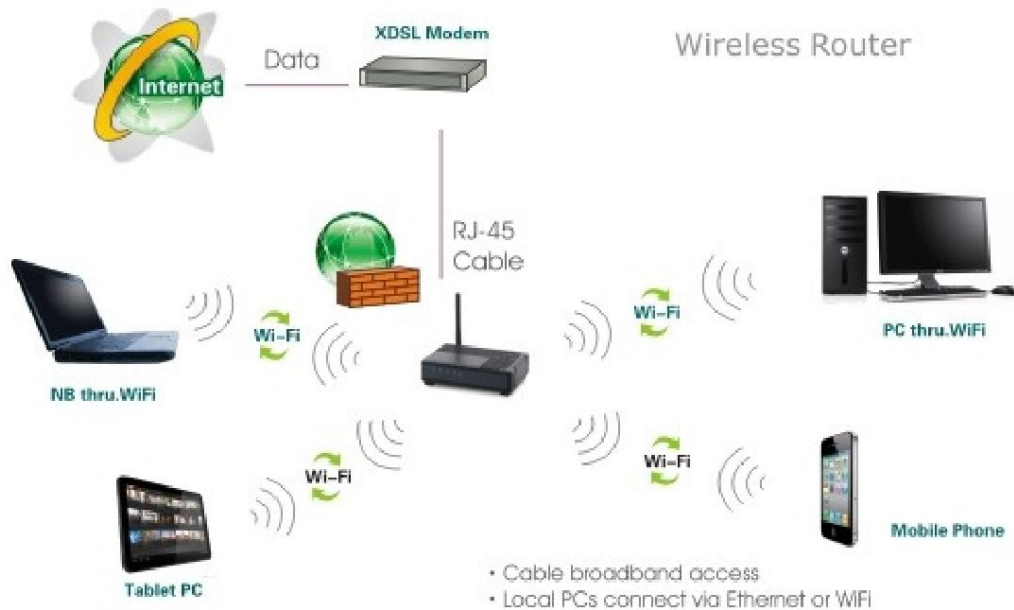 XDSL Modem
Wireless Router
Data
Internet
RJ-45
Cable
Wi-Fi
Wi-Fi
PC thru.WiFi
NB thru.WiFi
Wi-Fi
Wi-Fi
Mobile Phone
Tablet PC
• Cable broadband access
• Local PCs connect via Ethernet or WiFi